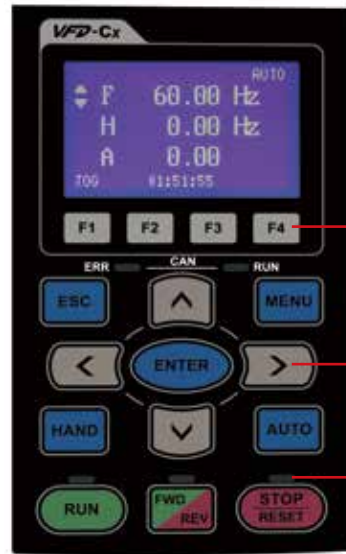 VFD-Cx
AUTO
F 60.00 Hz
H 0.00 Hz
A 0.00
TOG 01:51:55
F1 F2 F3 F4
ERR CAN RUN
ESC MENU
ENTER
HAND AUTO
RUN FWD REV STOP
RESET